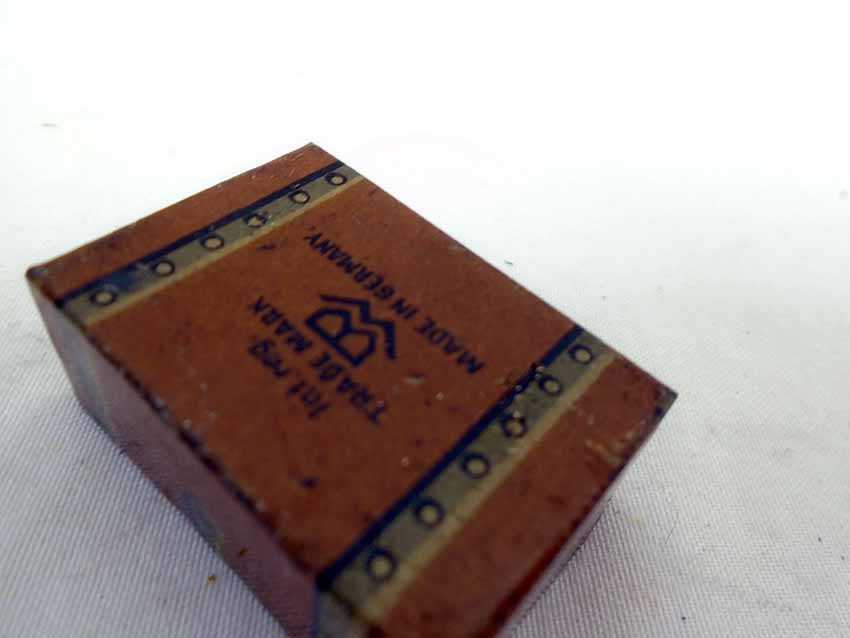 Int reg
TRADE MARK
B
MADE IN GERMANY